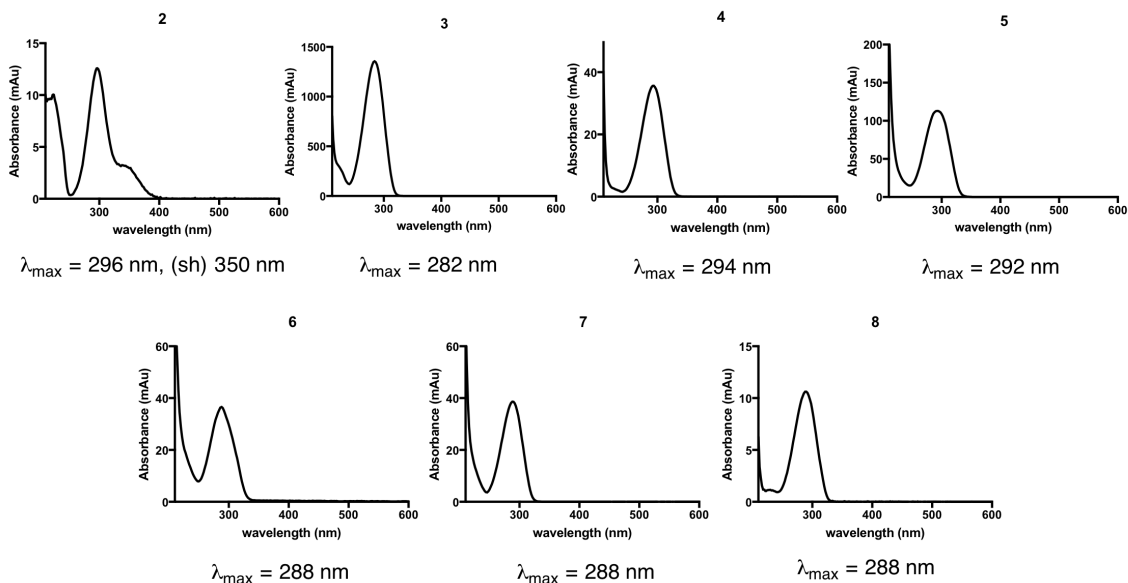 2
15
10
5
0
300 400 500 600
Absorbance (mAu)
wavelength (nm)
λmax = 296 nm, (sh) 350 nm
3
1500
1000
500
0
300 400 500 600
Absorbance (mAu)
wavelength (nm)
λmax = 282 nm
4
40
20
0
300 400 500 600
Absorbance (mAu)
wavelength (nm)
λmax = 294 nm
5
200
150
100
50
0
300 400 500 600
Absorbance (mAu)
wavelength (nm)
λmax = 292 nm
6
60
40
20
0
300 400 500 600
Absorbance (mAu)
wavelength (nm)
λmax = 288 nm
7
60
40
20
0
300 400 500 600
Absorbance (mAu)
wavelength (nm)
λmax = 288 nm
8
15
10
5
0
300 400 500 600
Absorbance (mAu)
wavelength (nm)
λmax = 288 nm